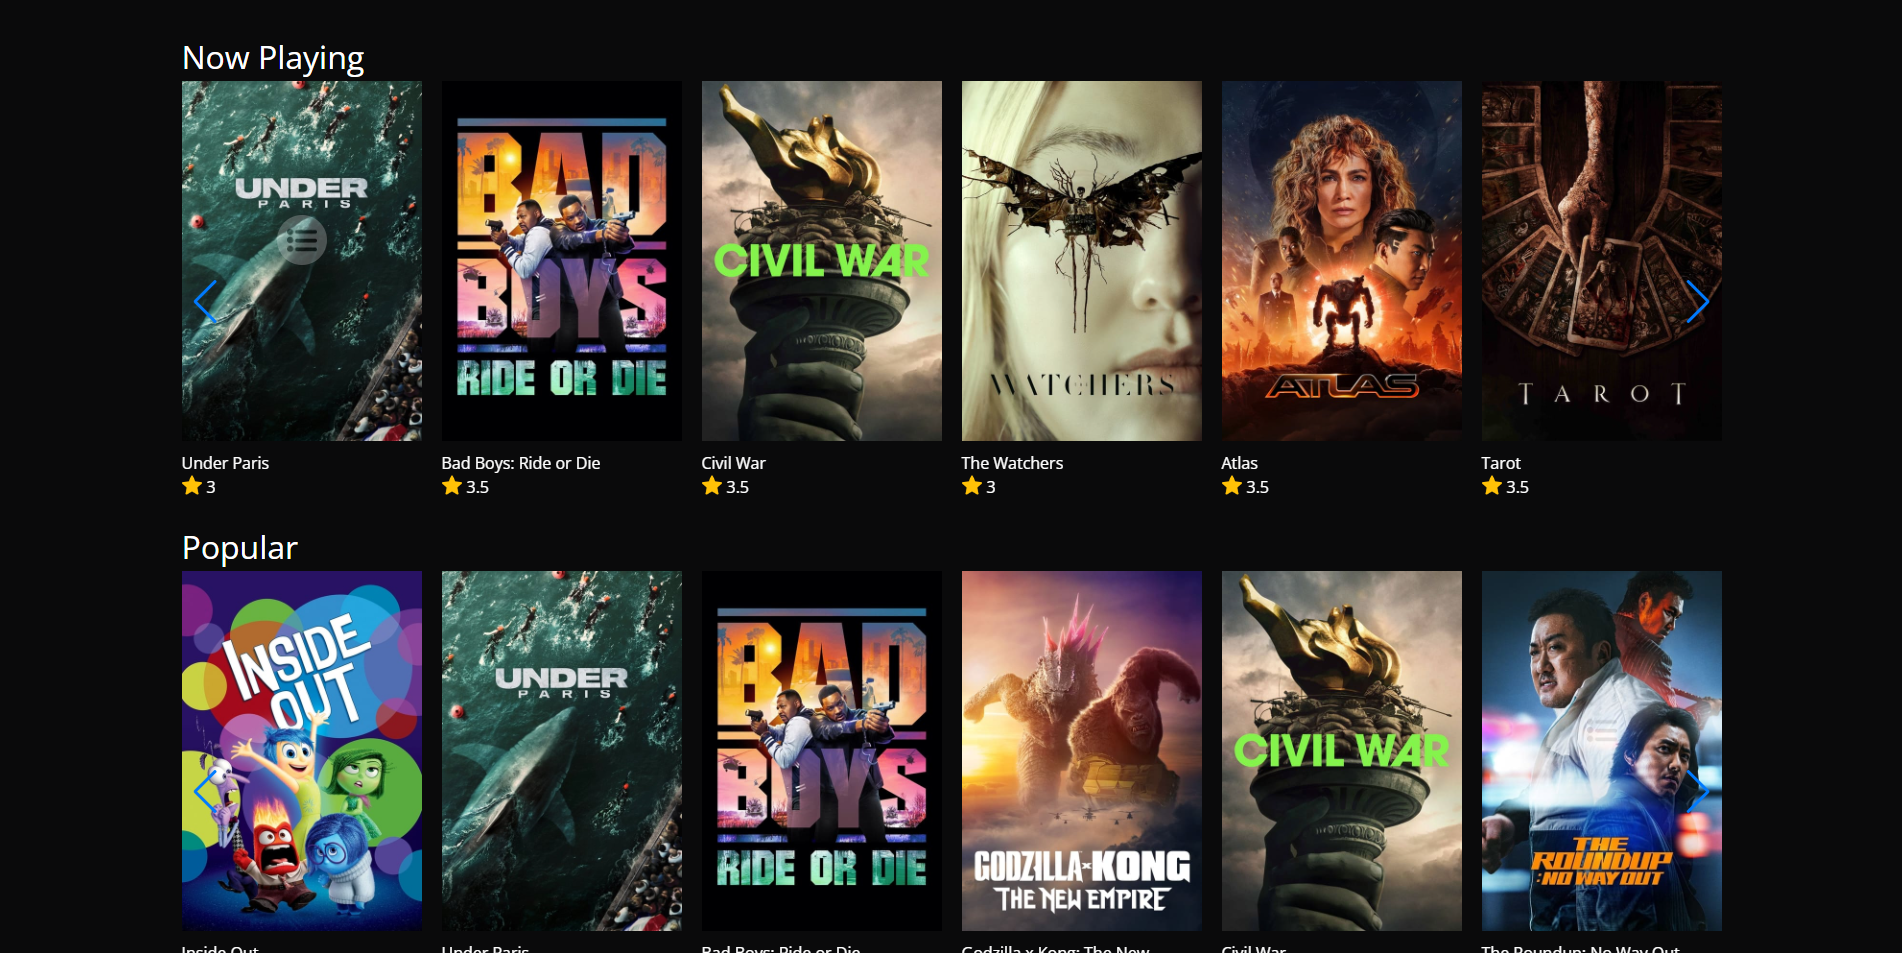 Now Playing
UNDER
PARIS
BAD
BOYS
RIDE OR DIE
CIVIL WAR
WATCHERS
ATLAS
TAROT
Under Paris
3
Bad Boys: Ride or Die
3.5
Civil War
3.5
The Watchers
3
Atlas
3.5
Tarot
3.5
Popular
INSIDE
OUT
UNDER
PARIS
BAD
BOYS
RIDE OR DIE
GODZILLA x KONG
THE NEW EMPIRE
CIVIL WAR
THE
ROUNDUP
:NO WAY OUT
Inside Out
Under Paris
Bad Boys: Ride or Die
Godzilla x Kong: The New
Civil War
The Roundup: No Way Out